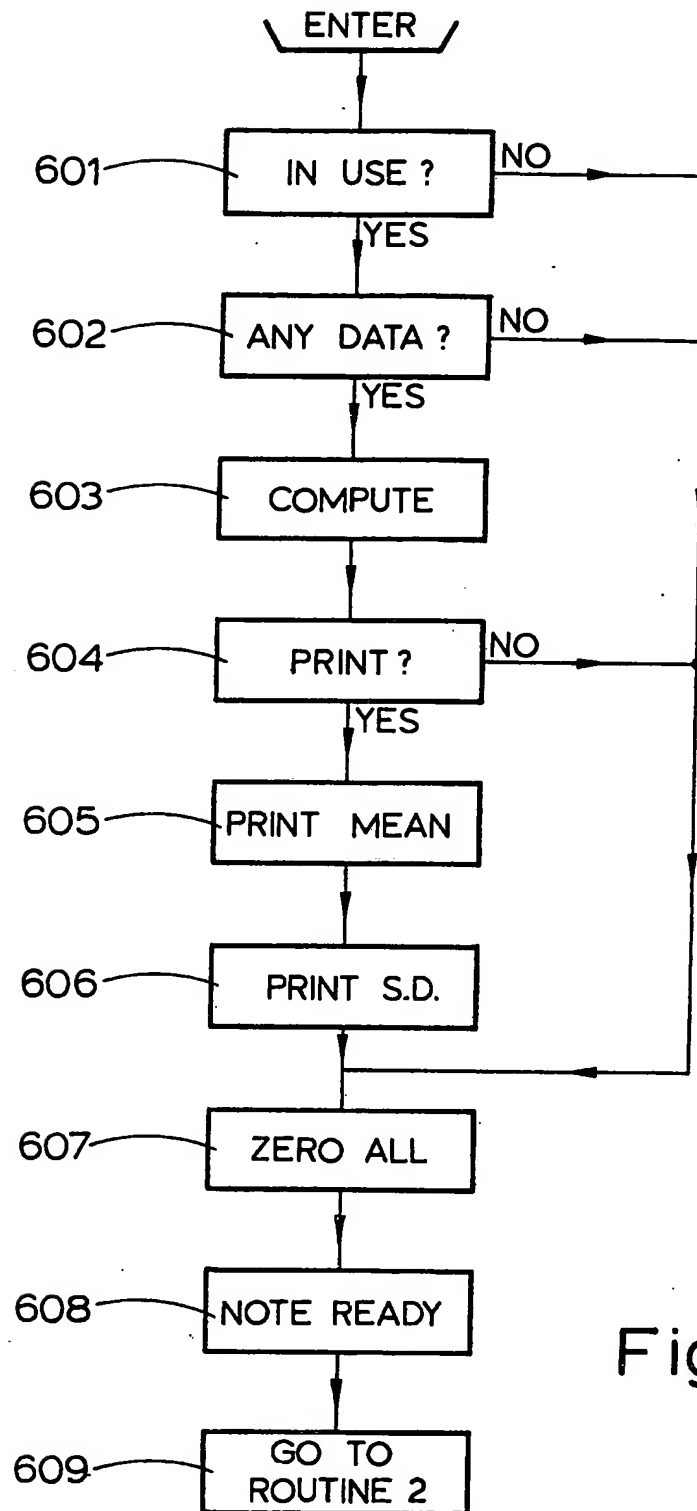 ENTER
601 IN USE ? NO
YES
602 ANY DATA ? NO
YES
603 COMPUTE
604 PRINT ? NO
YES
605 PRINT MEAN
606 PRINT S.D.
607 ZERO ALL
608 NOTE READY
Fig
609 GO TO
ROUTINE 2